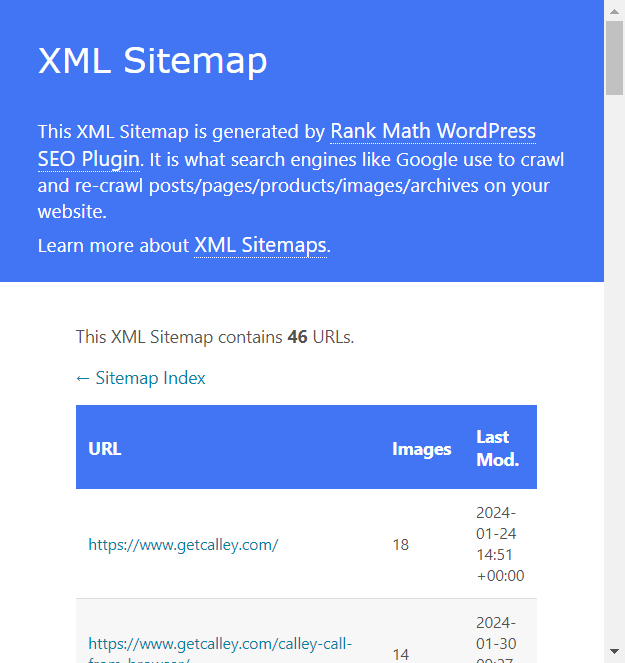 XML Sitemap
This XML Sitemap is generated by Rank Math WordPress
SEO Plugin. It is what search engines like Google use to crawl
and re-crawl posts/pages/products/images/archives on your
website.
Learn more about XML Sitemaps.
This XML Sitemap contains 46 URLs.
← Sitemap Index
URL Images Last
Mod.
https://www.getcalley.com/ 18 2024-
01-24
14:51
+00:00
https://www.getcalley.com/calley-call- 14 2024-
from-browser/ 01-30